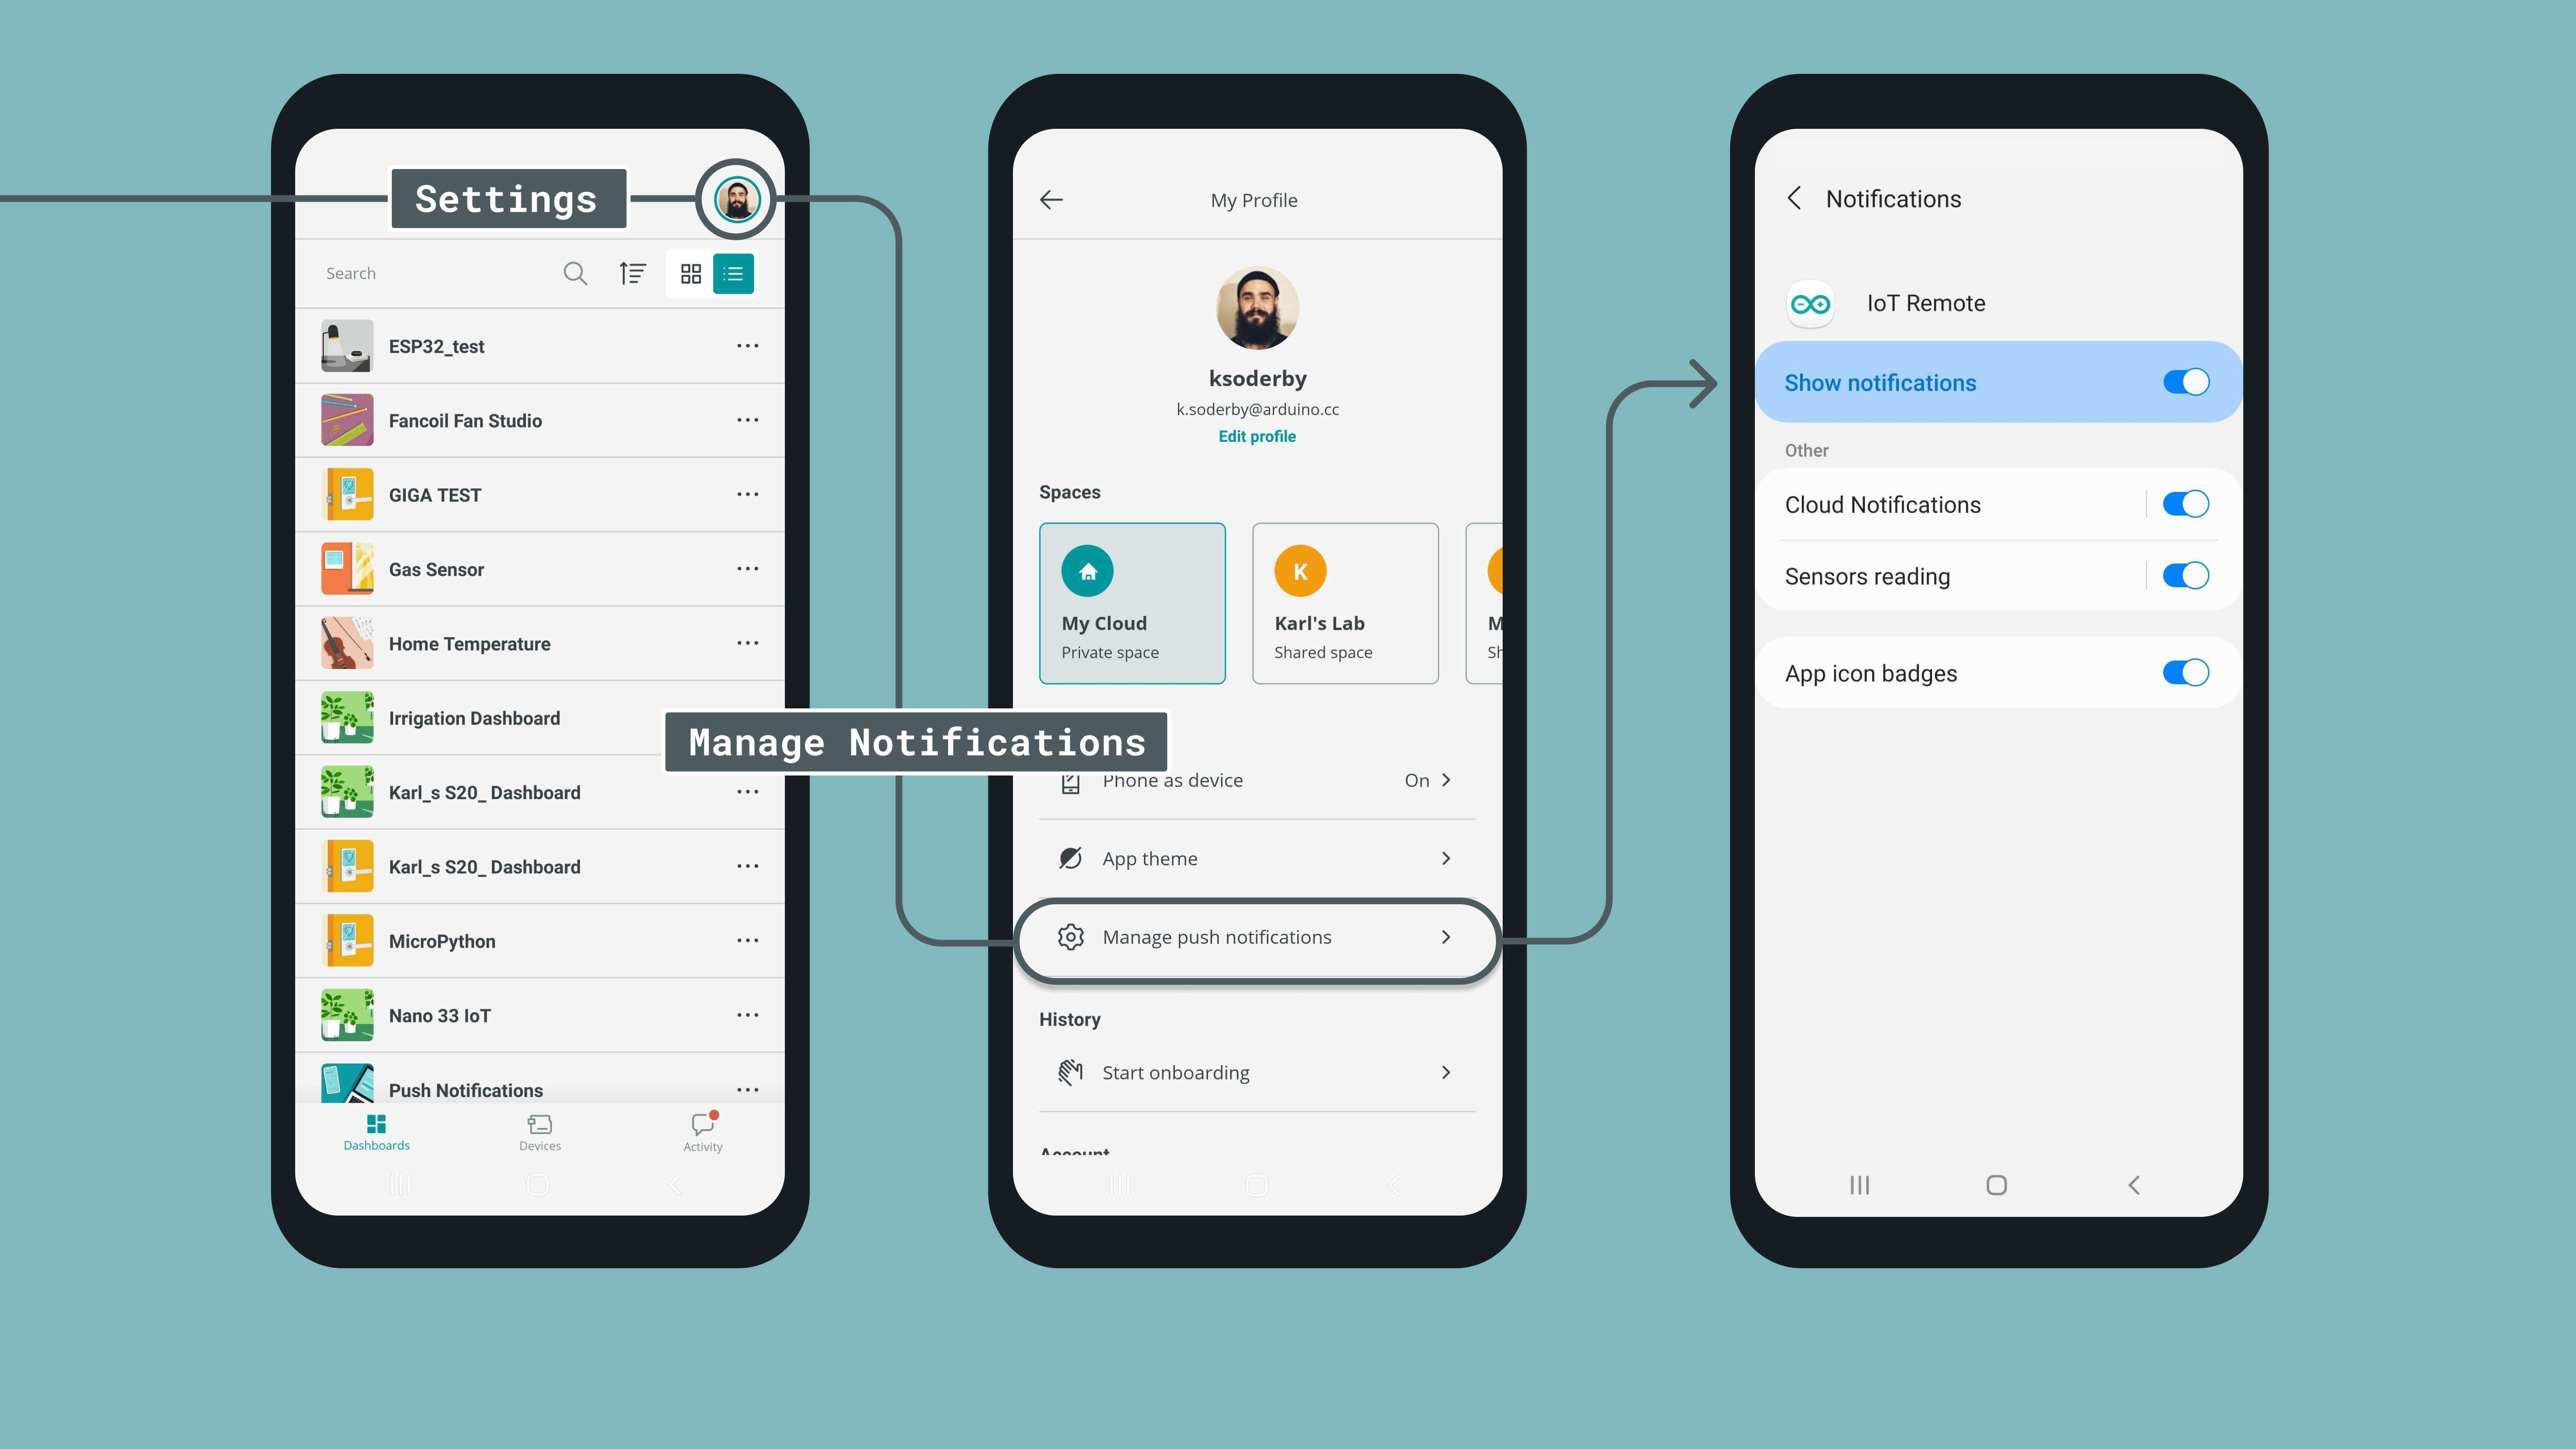 Settings
Search
ESP32_test
Fancoil Fan Studio
GIGA TEST
Gas Sensor
Home Temperature
Irrigation Dashboard
Karl_s S20_ Dashboard
Karl_s S20_ Dashboard
MicroPython
Nano 33 IoT
Push Notifications
Dashboards
Devices
Activity
Manage Notifications
My Profile
ksoderby
k.soderby@arduino.cc
Edit profile
Spaces
K
My Cloud
Karl's Lab
M
Private space
Shared space
Sh
Phone as device
On
App theme
Manage push notifications
History
Start onboarding
Account
Notifications
IoT Remote
Show notifications
Other
Cloud Notifications
Sensors reading
App icon badges